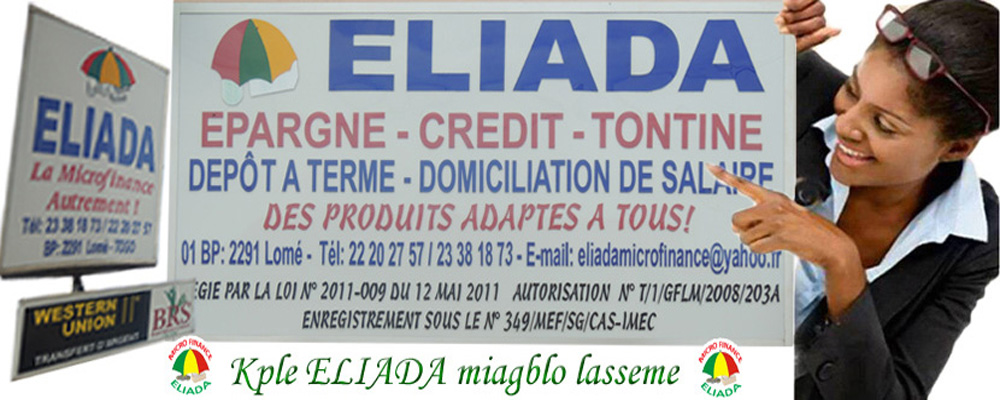 ELIADA
La Microfinance
Autrement !
Tél: 23 38 18 73 / 22 20 27 57
BP: 2291 Lomé - TOGO
WESTERN
UNION
TRANSFERT D'ARGENT
BRS
ELIADA
EPARGNE - CREDIT - TONTINE
DEPÔT A TERME - DOMICILIATION DE SALAIRE
DES PRODUITS ADAPTES A TOUS!
01 BP: 2291 Lomé - Tél: 22 20 27 57 / 23 38 18 73 - E-mail: eliadamicrofinance@yahoo.fr
EGIE PAR LA LOI N° 2011-009 DU 12 MAI 2011 AUTORISATION N° T/1/GFLM/2008/203A
ENREGISTREMENT SOUS LE N° 349/MEF/SG/CAS-IMEC
MICRO FINANCE
ELIADA
Kple ELIADA miagblo lasseme
MICRO FINANCE
ELIADA